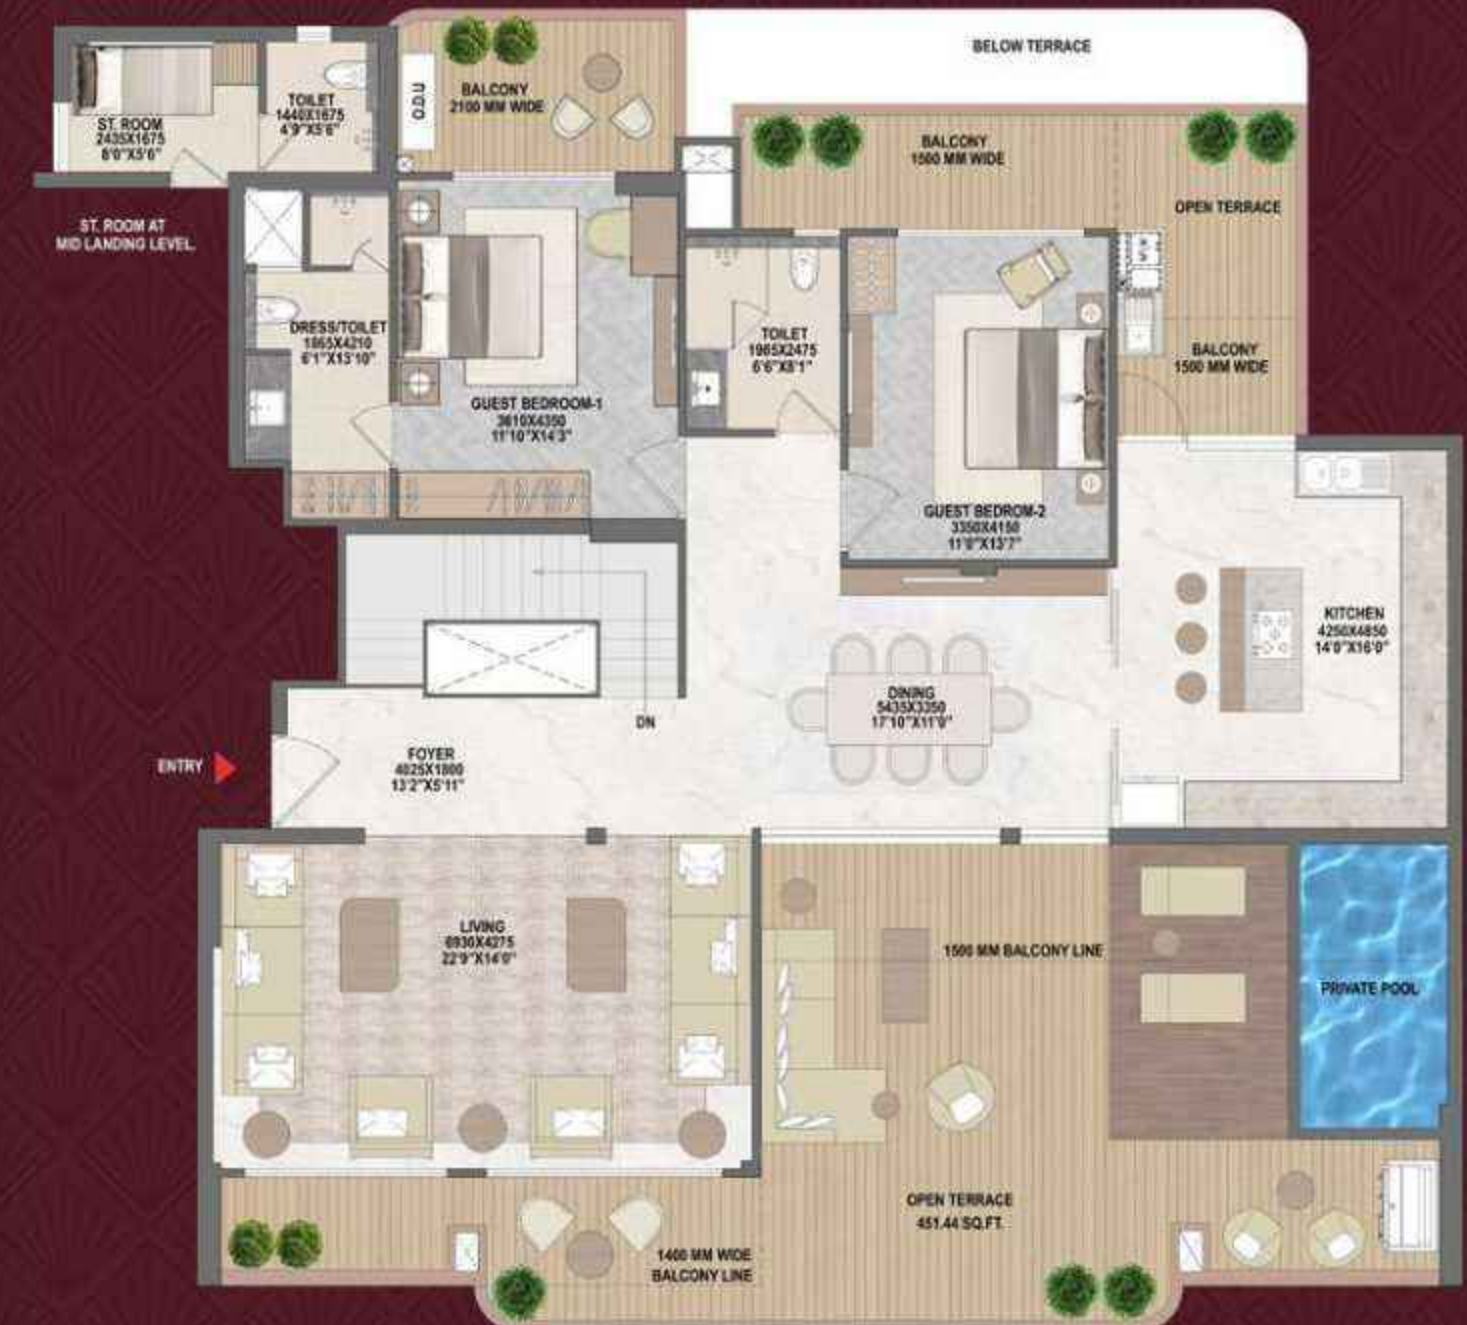 BELOW TERRACE
BALCONY
2100 MM WIDE
TOILET
1440X1675
4'9"X5'6"
ST. ROOM
2435X1675
8'0"X5'6"
BALCONY
1500 MM WIDE
OPEN TERRACE
ST. ROOM AT
MID LANDING LEVEL
DRESS/TOILET
1865X4210
6'1"X13'10"
TOILET
1965X2475
6'6"X8'1"
BALCONY
1500 MM WIDE
GUEST BEDROOM-1
3610X4350
11'10"X14'3"
GUEST BEDROM-2
3350X4150
11'0"X13'7"
KITCHEN
4250X4850
14'0"X16'0"
DINING
5435X3350
17'10"X11'0"
DN
ENTRY
FOYER
4025X1800
13'2"X5'11"
LIVING
6930X4275
22'9"X14'0"
1500 MM BALCONY LINE
PRIVATE POOL
OPEN TERRACE
451.44 SQ.FT.
1400 MM WIDE
BALCONY LINE